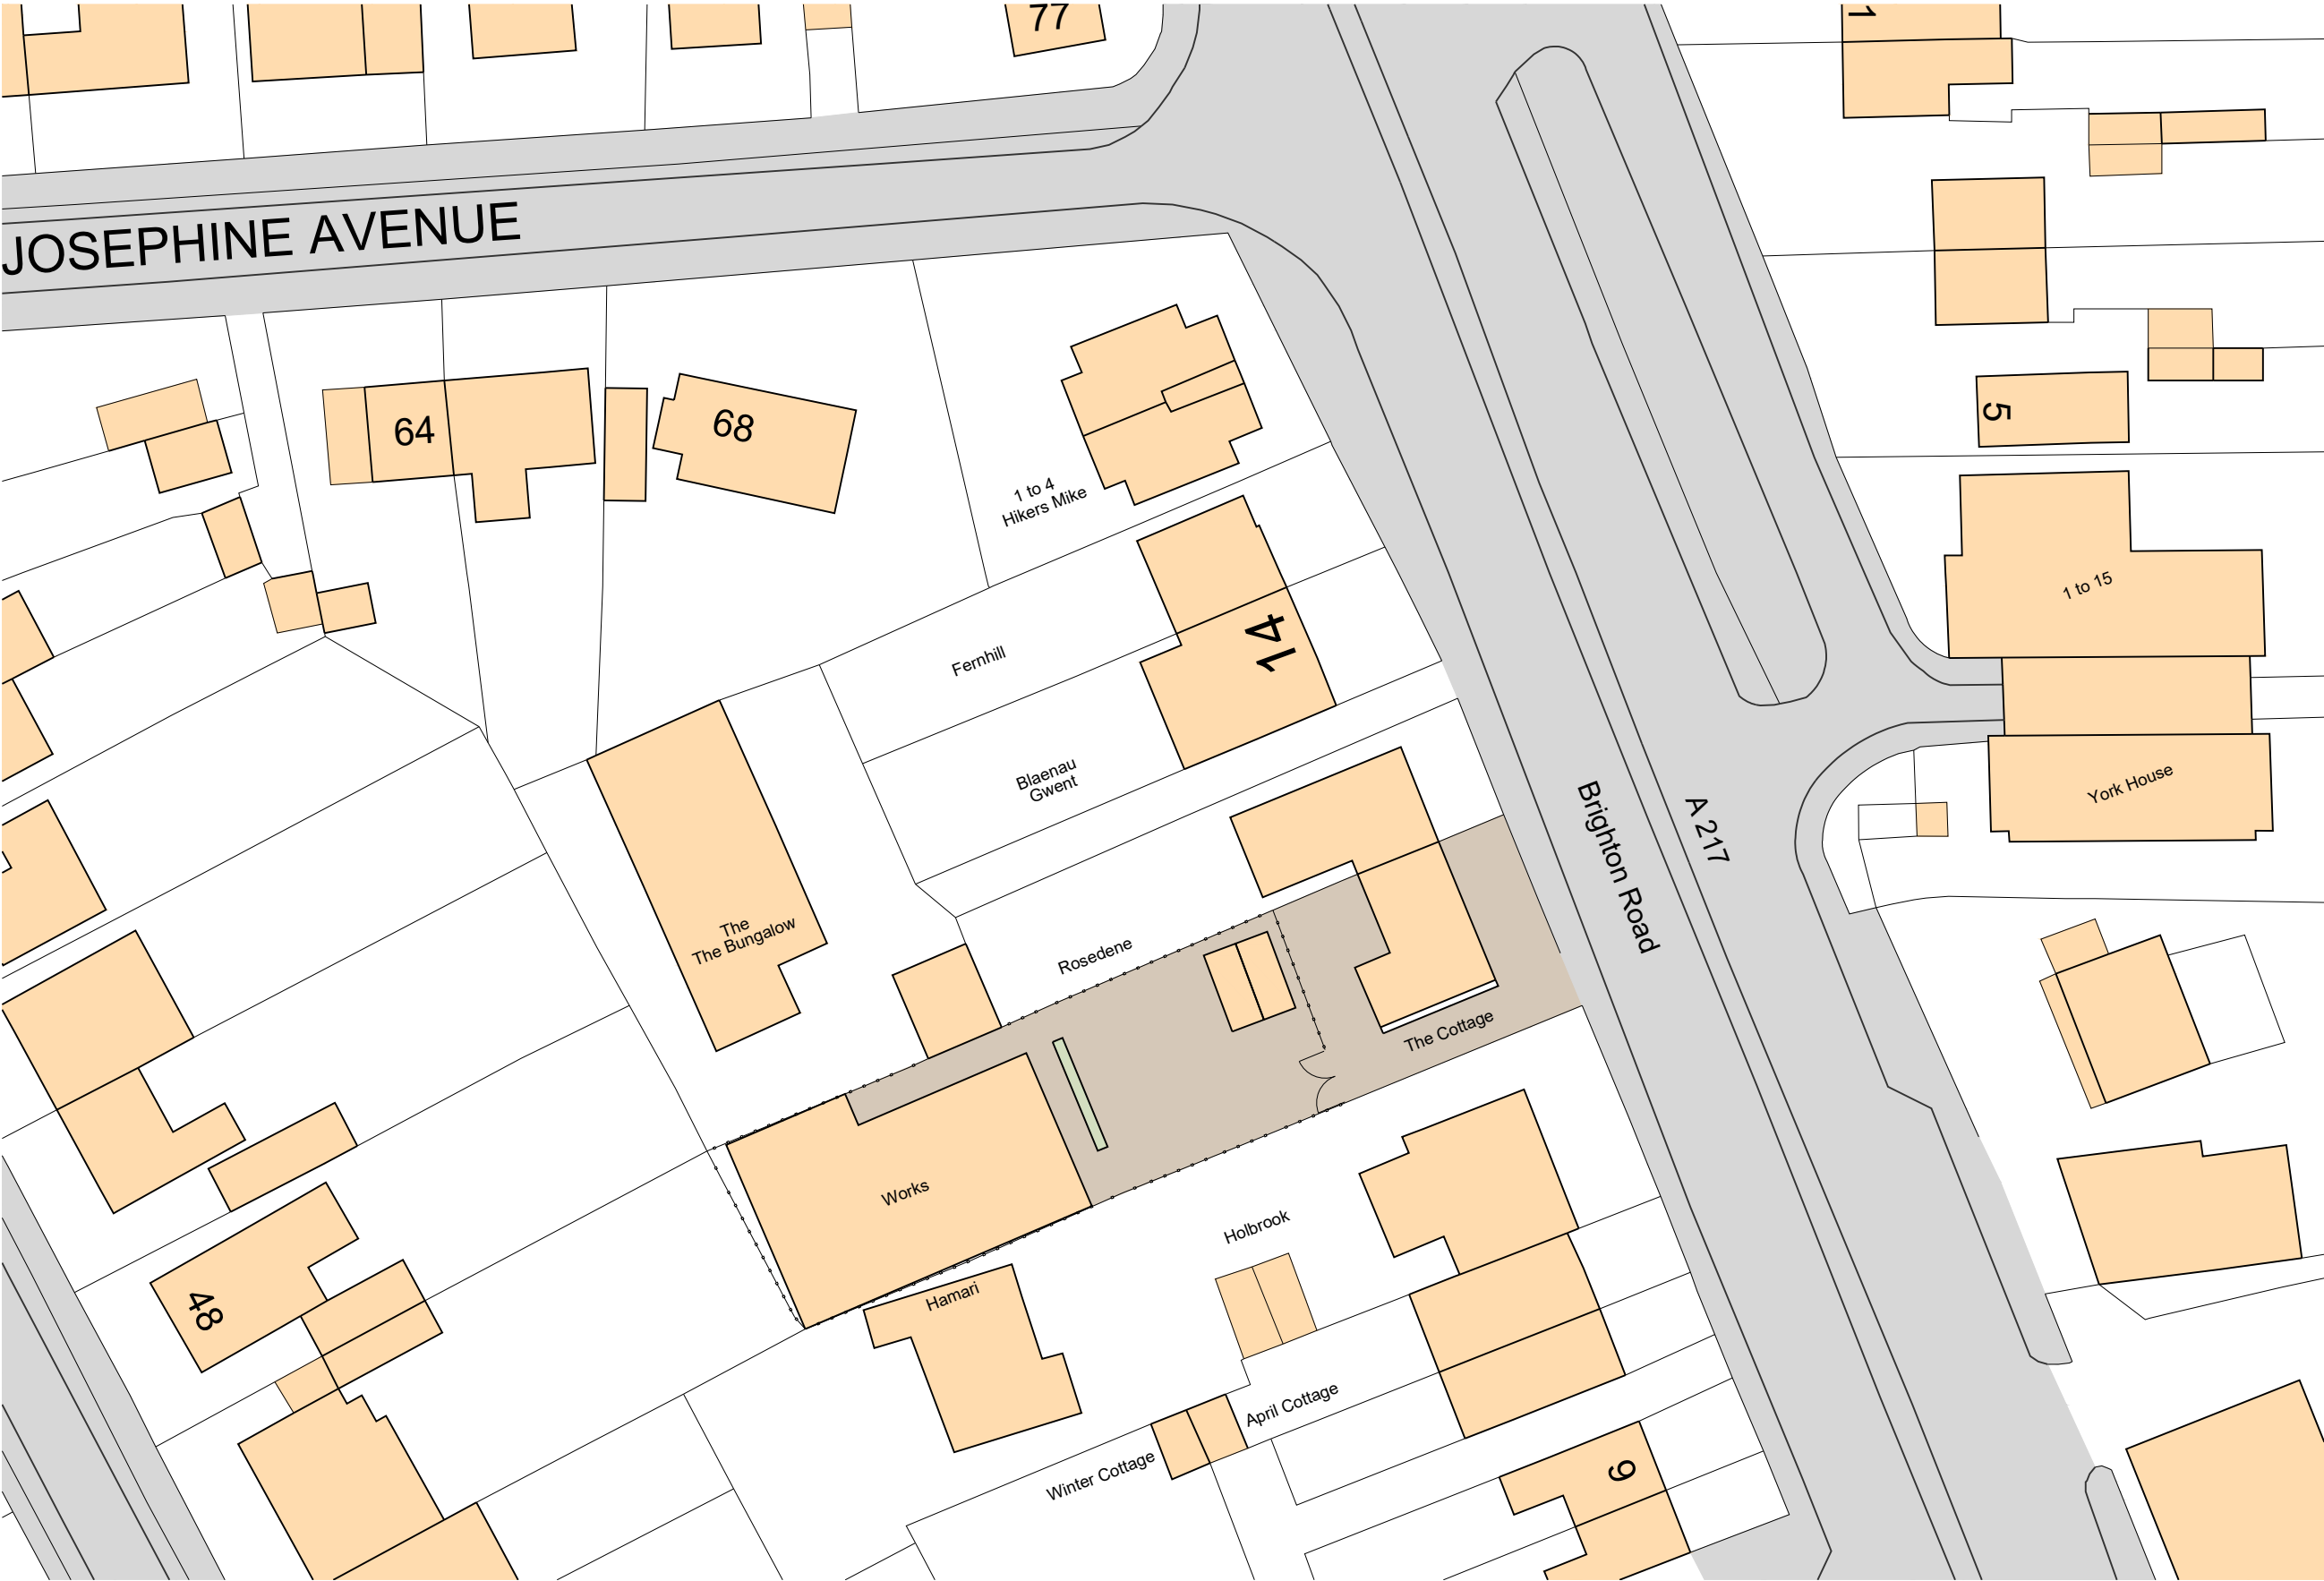 77
1
JOSEPHINE AVENUE
64
68
5
1 to 4
Hikers Mike
1 to 15
14
Fernhill
Blaenau
Gwent
York House
Brighton Road
A 217
The
The Bungalow
Rosedene
The Cottage
Works
Holbrook
Hamari
48
April Cottage
Winter Cottage
9